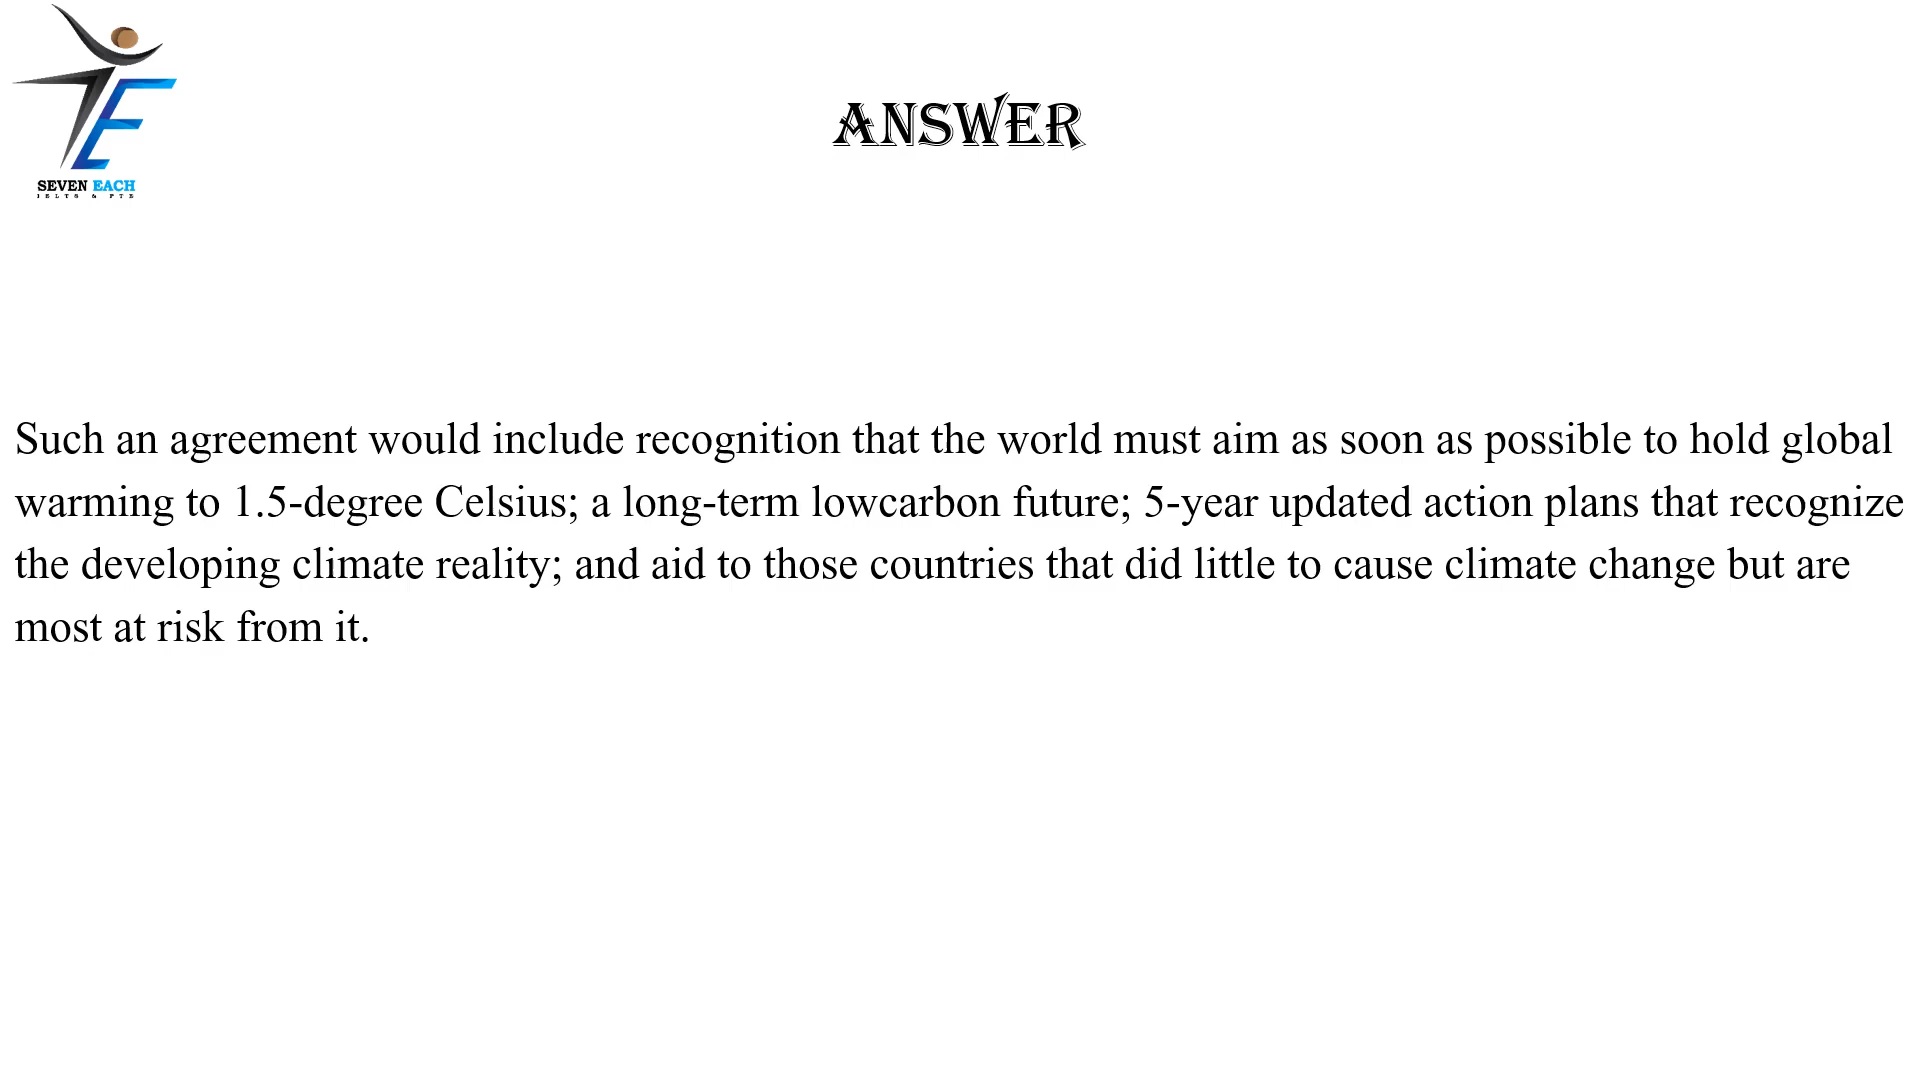 SEVEN EACH
IELTS & PTE
ANSWER
Such an agreement would include recognition that the world must aim as soon as possible to hold global
warming to 1.5-degree Celsius; a long-term lowcarbon future; 5-year updated action plans that recognize
the developing climate reality; and aid to those countries that did little to cause climate change but are
most at risk from it.